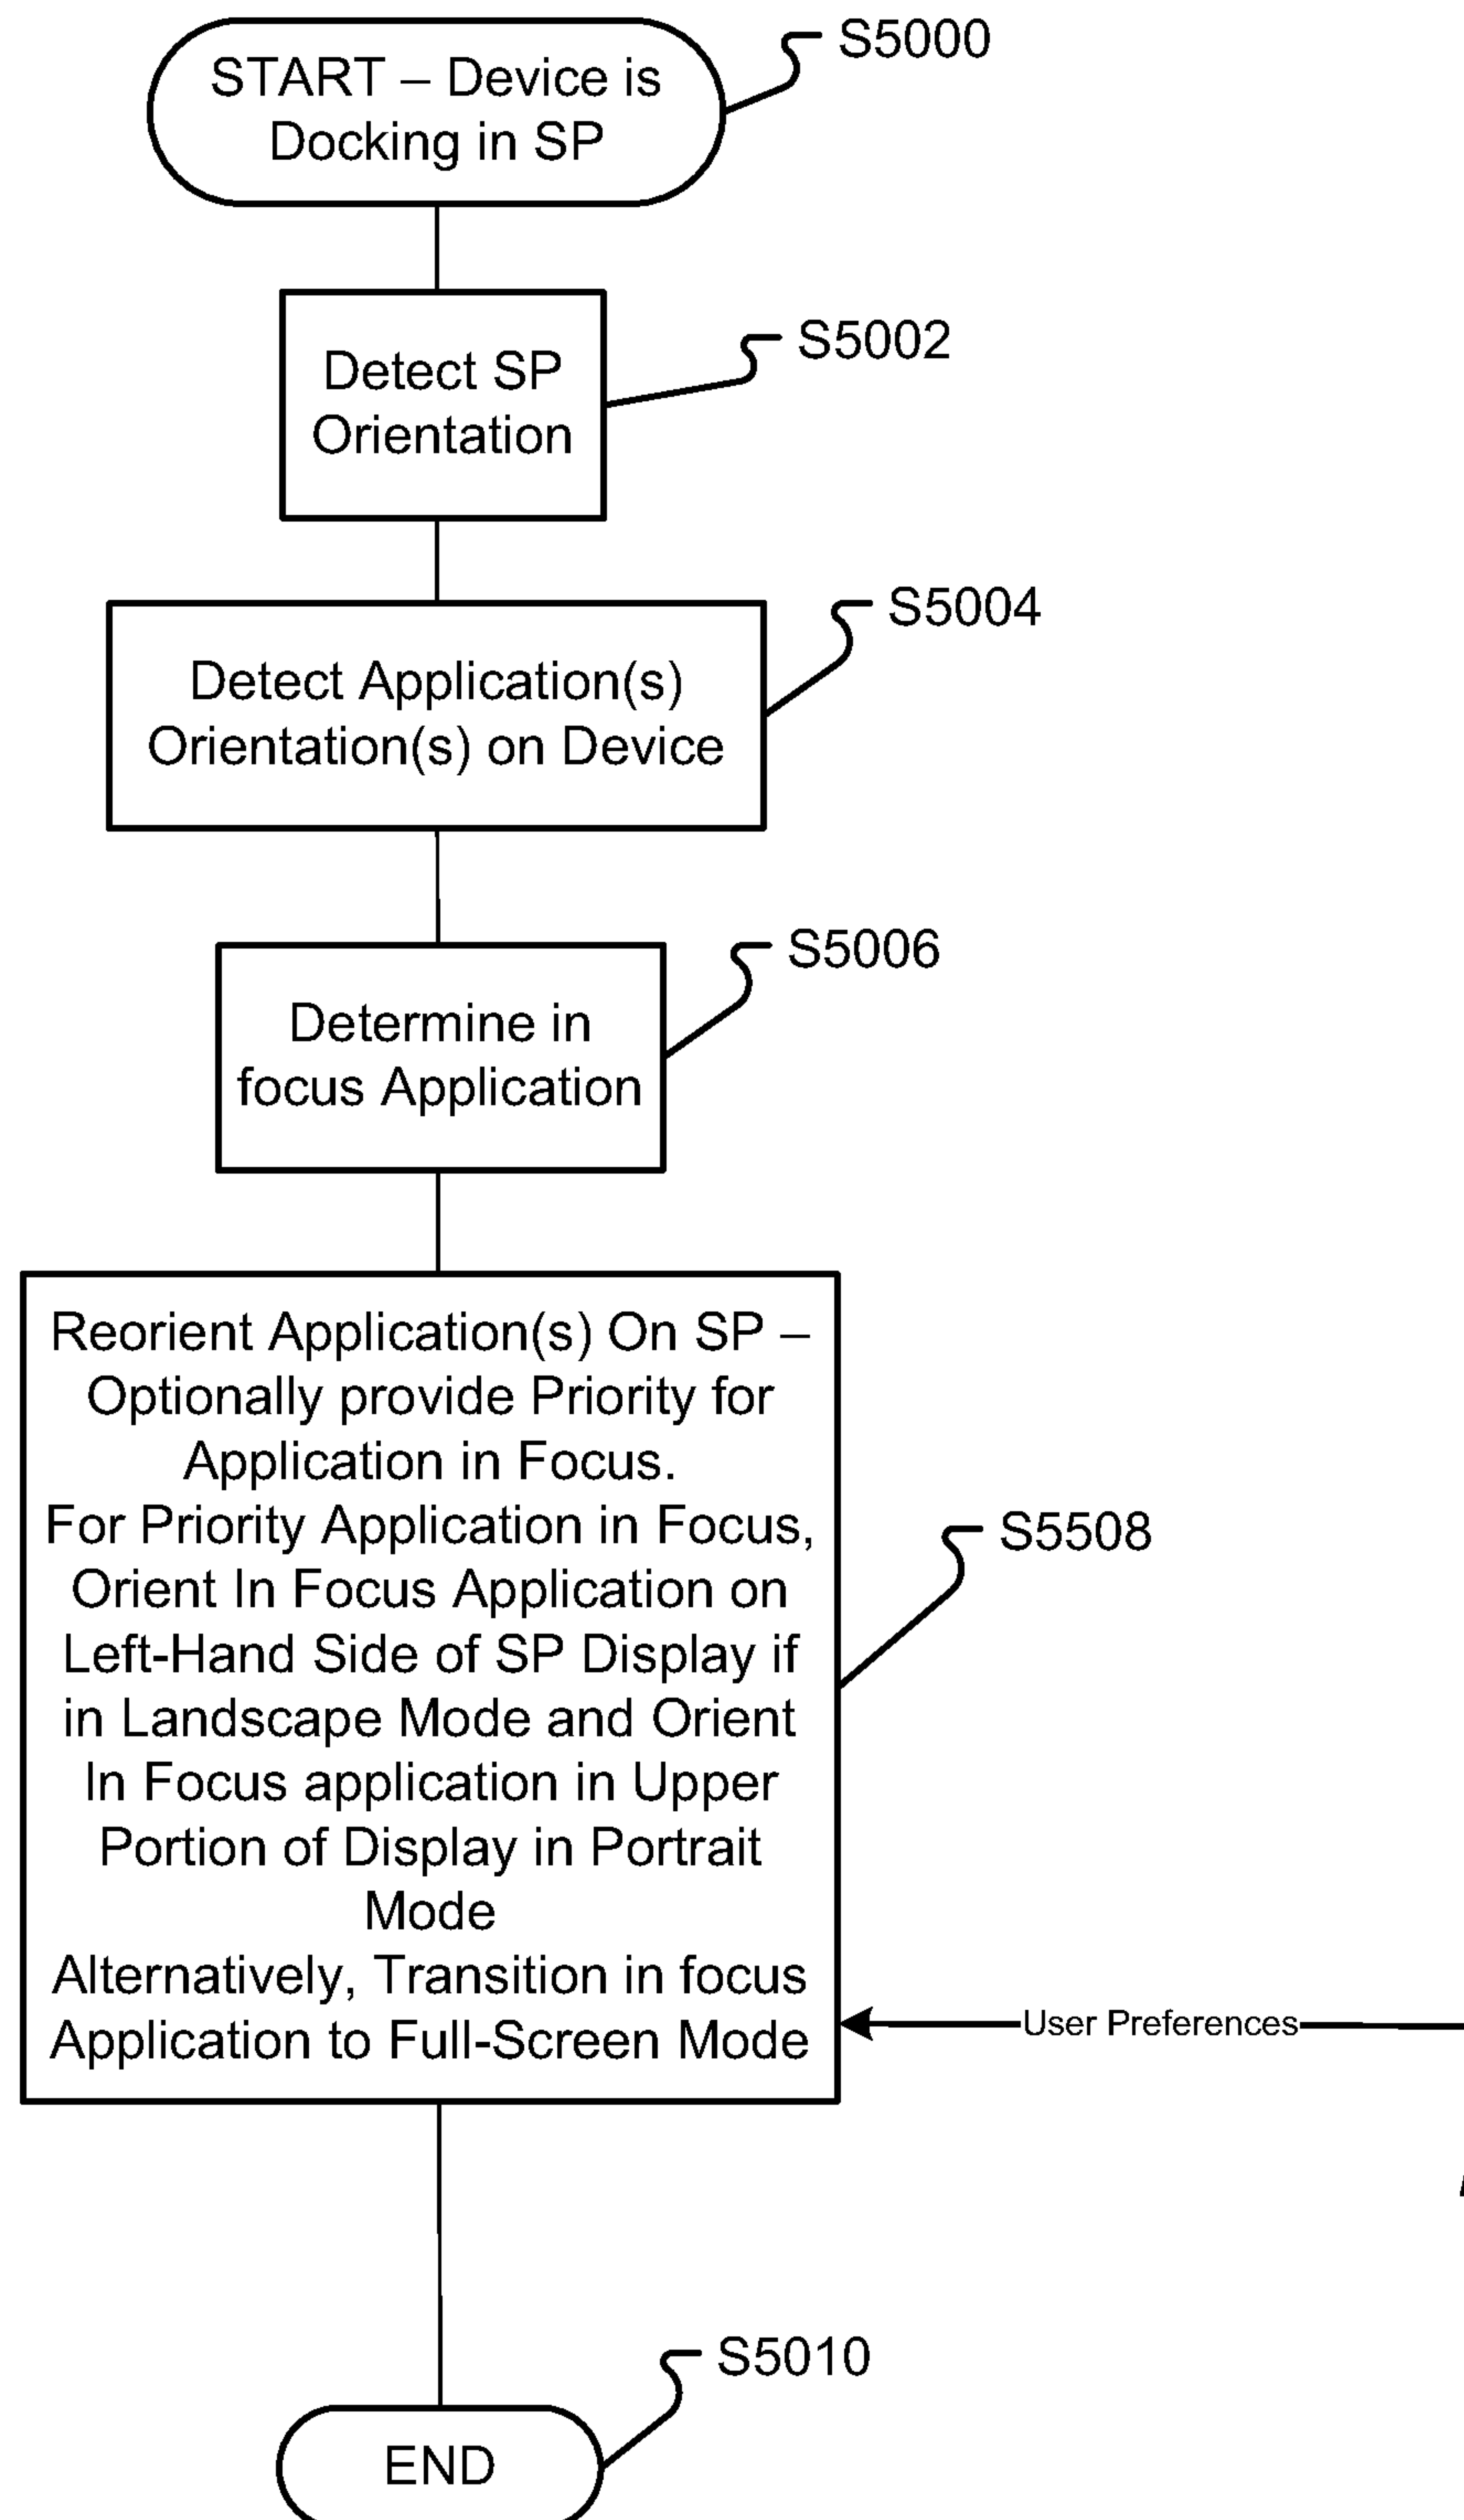 START – Device is
Docking in SP
S5000
Detect SP
Orientation
S5002
Detect Application(s)
Orientation(s) on Device
S5004
Determine in
focus Application
S5006
Reorient Application(s) On SP –
Optionally provide Priority for
Application in Focus.
For Priority Application in Focus,
Orient In Focus Application on
Left-Hand Side of SP Display if
in Landscape Mode and Orient
In Focus application in Upper
Portion of Display in Portrait
Mode
Alternatively, Transition in focus
Application to Full-Screen Mode
S5508
User Preferences
END
S5010